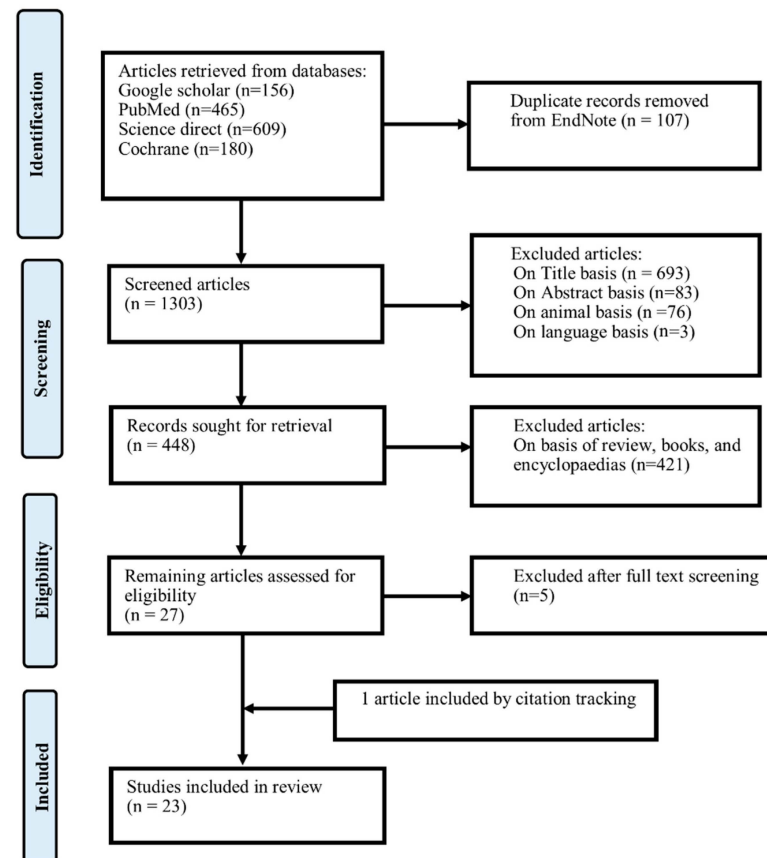 Identification
Articles retrieved from databases:
Google scholar (n=156)
PubMed (n=465)
Science direct (n=609)
Cochrane (n=180)
Duplicate records removed
from EndNote (n = 107)
Screening
Screened articles
(n = 1303)
Excluded articles:
On Title basis (n = 693)
On Abstract basis (n=83)
On animal basis (n =76)
On language basis (n=3)
Records sought for retrieval
(n = 448)
Excluded articles:
On basis of review, books, and
encyclopaedias (n=421)
Eligibility
Remaining articles assessed for
eligibility
(n = 27)
Excluded after full text screening
(n=5)
1 article included by citation tracking
Included
Studies included in review
(n = 23)